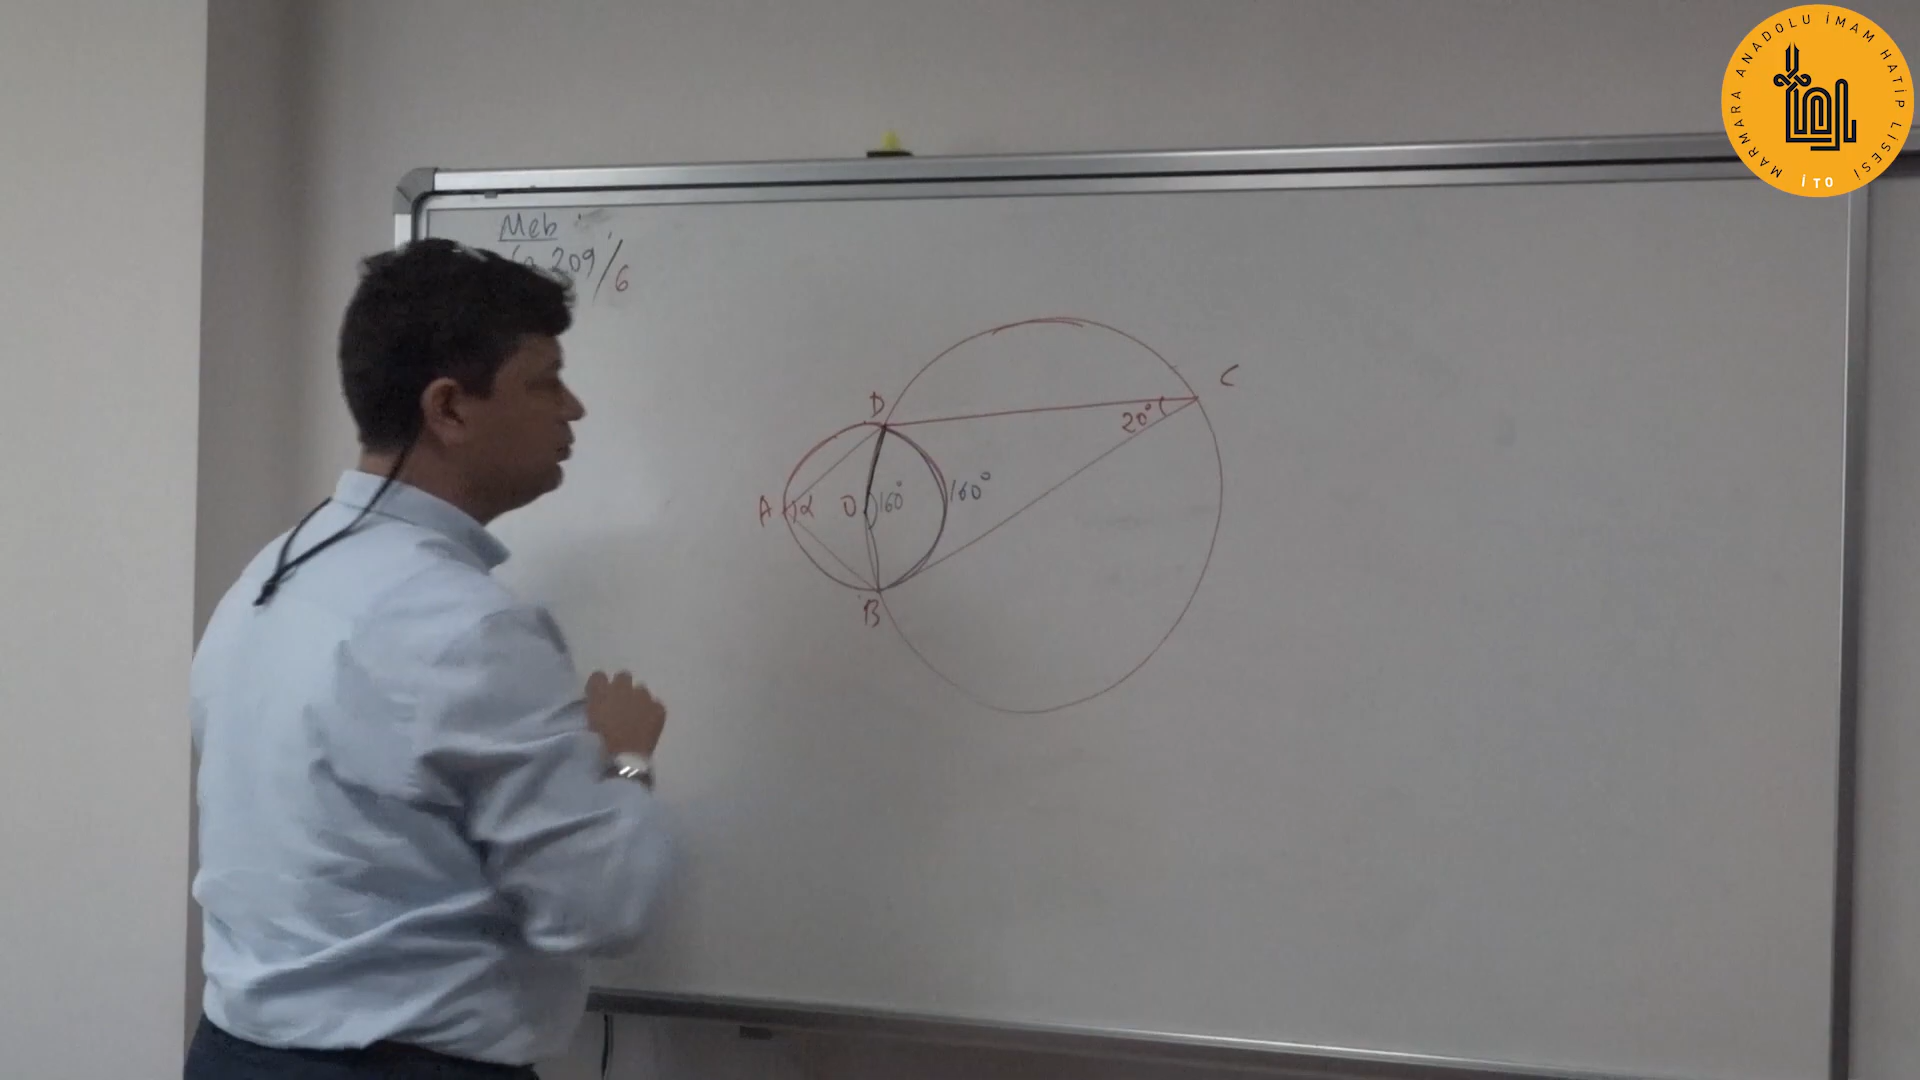 MARMARA ANADOLU İMAM HATİP LİSESİ
İTO
Meb
209/6
C
D
20°
A α O 160° 160°
B